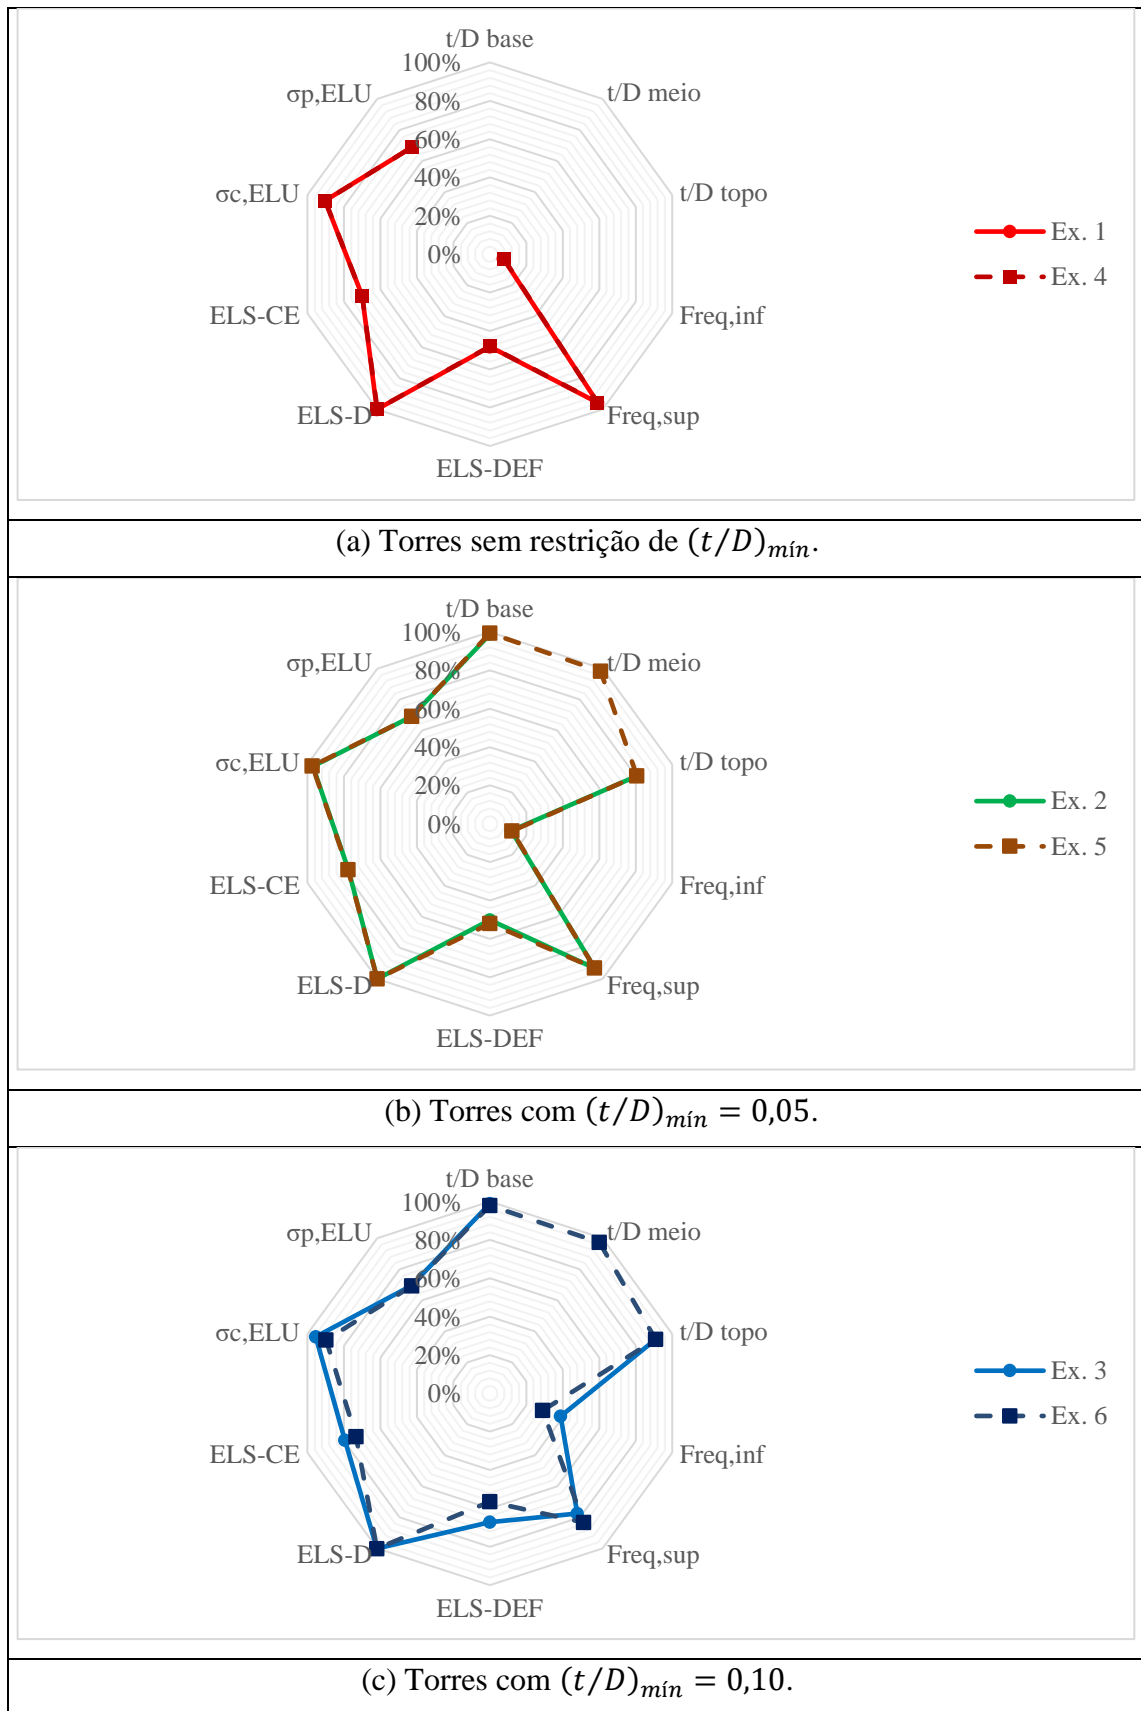 t/D base
100%
σp,ELU
t/D meio
80%
60%
40%
σc,ELU
t/D topo
20%
0%
Ex. 1
Ex. 4
ELS-CE
Freq,inf
ELS-D
Freq,sup
ELS-DEF
(a) Torres sem restrição de (t/D)mín.
t/D base
100%
σp,ELU
t/D meio
80%
60%
40%
σc,ELU
t/D topo
20%
0%
Ex. 2
Ex. 5
ELS-CE
Freq,inf
ELS-D
Freq,sup
ELS-DEF
(b) Torres com (t/D)mín = 0,05.
t/D base
100%
σp,ELU
t/D meio
80%
60%
40%
σc,ELU
t/D topo
20%
0%
Ex. 3
Ex. 6
ELS-CE
Freq,inf
ELS-D
Freq,sup
ELS-DEF
(c) Torres com (t/D)mín = 0,10.